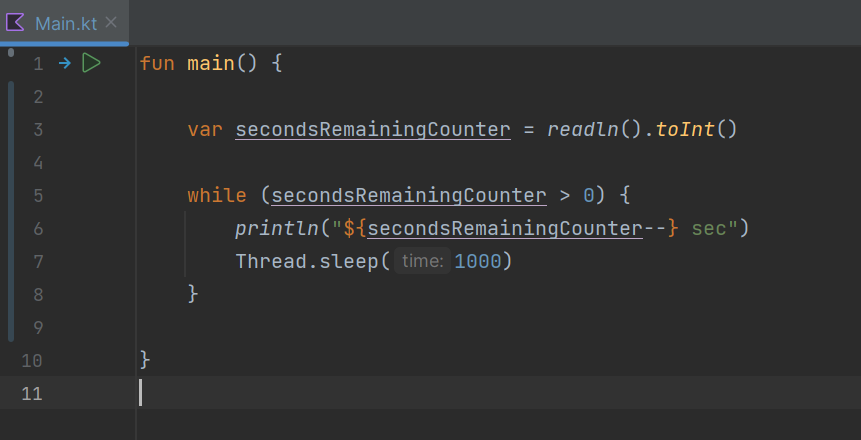 Main.kt
1 fun main() {
2
3 var secondsRemainingCounter = readln().toInt()
4
5 while (secondsRemainingCounter > 0) {
6 println("${secondsRemainingCounter--} sec")
7 Thread.sleep( time: 1000)
8 }
9
10 }
11